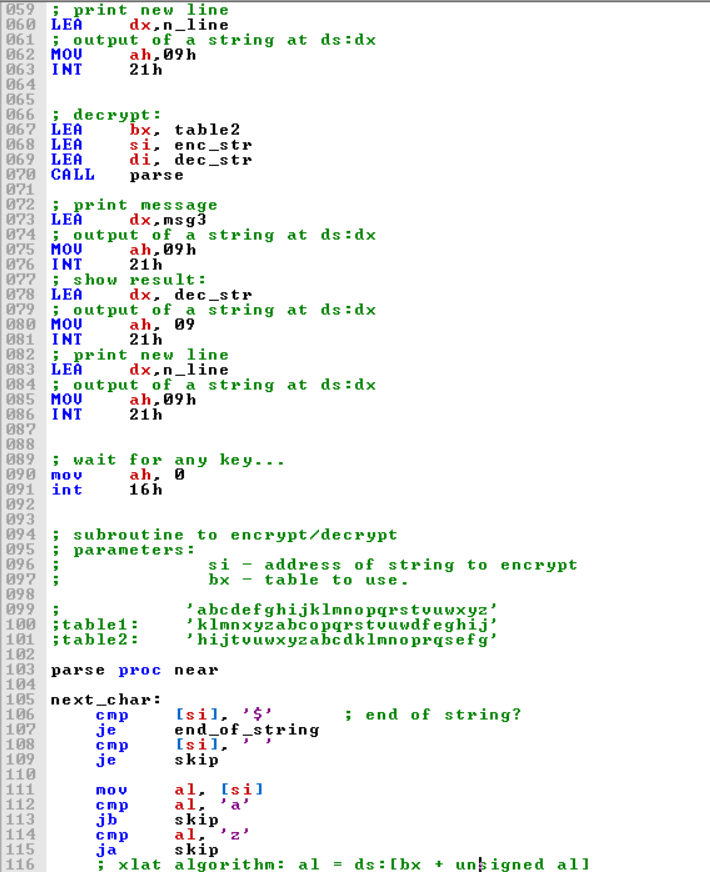 059 ; print new line
060 LEA dx,n_line
061 ; output of a string at ds:dx
062 MOV ah,09h
063 INT 21h
064
065
066 ; decrypt:
067 LEA bx, table2
068 LEA si, enc_str
069 LEA di, dec_str
070 CALL parse
071
072 ; print message
073 LEA dx,msg3
074 ; output of a string at ds:dx
075 MOV ah,09h
076 INT 21h
077 ; show result:
078 LEA dx, dec_str
079 ; output of a string at ds:dx
080 MOV ah, 09
081 INT 21h
082 ; print new line
083 LEA dx,n_line
084 ; output of a string at ds:dx
085 MOV ah,09h
086 INT 21h
087
088
089 ; wait for any key...
090 mov ah, 0
091 int 16h
092
093
094 ; subroutine to encrypt/decrypt
095 ; parameters:
096 ; si - address of string to encrypt
097 ; bx - table to use.
098
099 ; 'abcdefghijklmnopqrstuvwxyz'
100 ;table1: 'klmnxyzabcopqrstvuwdfeghij'
101 ;table2: 'hijtvuwxyzabcdklmnoprqsefg'
102
103 parse proc near
104
105 next_char:
106 cmp [si], '$' ; end of string?
107 je end_of_string
108 cmp [si], ' '
109 je skip
110
111 mov al, [si]
112 cmp al, 'a'
113 jb skip
114 cmp al, 'z'
115 ja skip
116 ; xlat algorithm: al = ds:[bx + unsigned al]